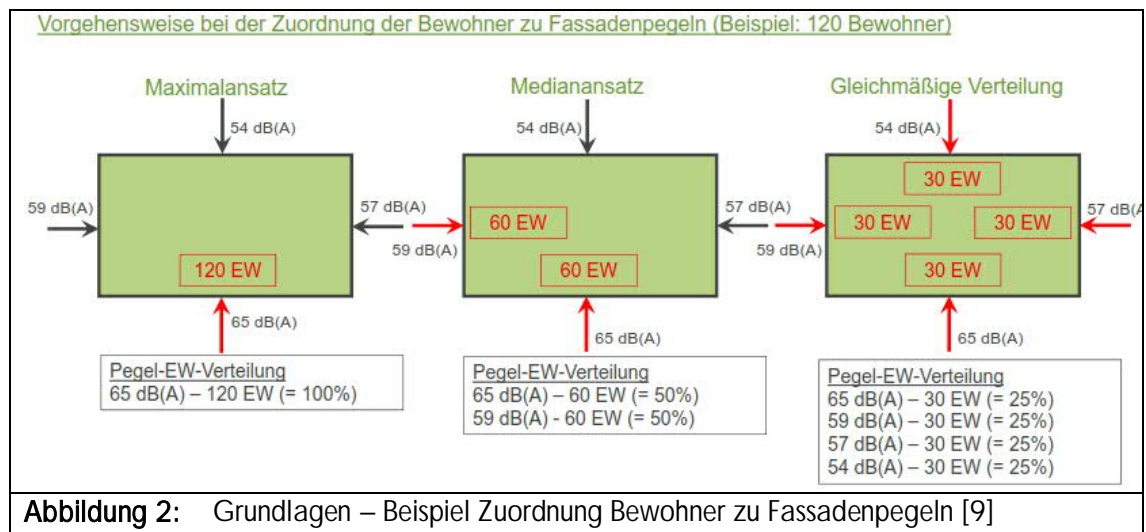 Vorgehensweise bei der Zuordnung der Bewohner zu Fassadenpegeln (Beispiel: 120 Bewohner)
Maximalansatz
54 dB(A)
59 dB(A)
57 dB(A)
120 EW
65 dB(A)
Pegel-EW-Verteilung
65 dB(A) – 120 EW (= 100%)
Medianansatz
54 dB(A)
59 dB(A)
57 dB(A)
60 EW
60 EW
65 dB(A)
Pegel-EW-Verteilung
65 dB(A) – 60 EW (= 50%)
59 dB(A) - 60 EW (= 50%)
Gleichmäßige Verteilung
54 dB(A)
30 EW
59 dB(A)
30 EW
30 EW
57 dB(A
30 EW
65 dB(A)
Pegel-EW-Verteilung
65 dB(A) – 30 EW (= 25%)
59 dB(A) – 30 EW (= 25%)
57 dB(A) – 30 EW (= 25%)
54 dB(A) – 30 EW (= 25%)
Abbildung 2: Grundlagen – Beispiel Zuordnung Bewohner zu Fassadenpegeln [9]